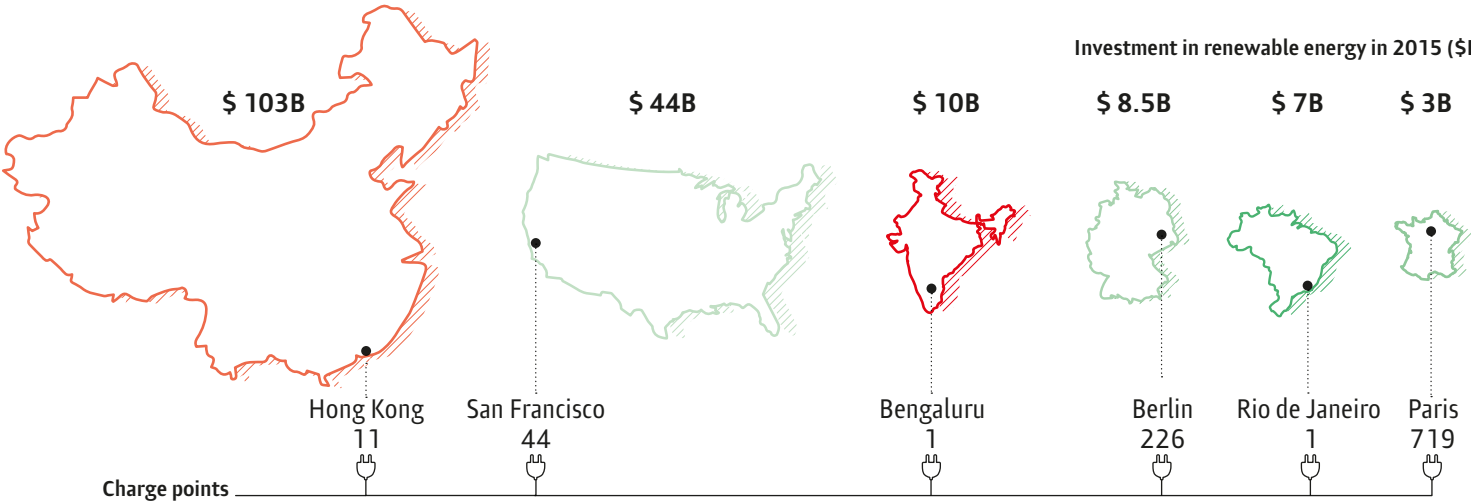 Investment in renewable energy in 2015 ($
$ 103B
$ 44B
$ 10B
$ 8.5B
$ 7B
$ 3B
Hong Kong
11
San Francisco
44
Bengaluru
1
Berlin
226
Rio de Janeiro
1
Paris
719
Charge points